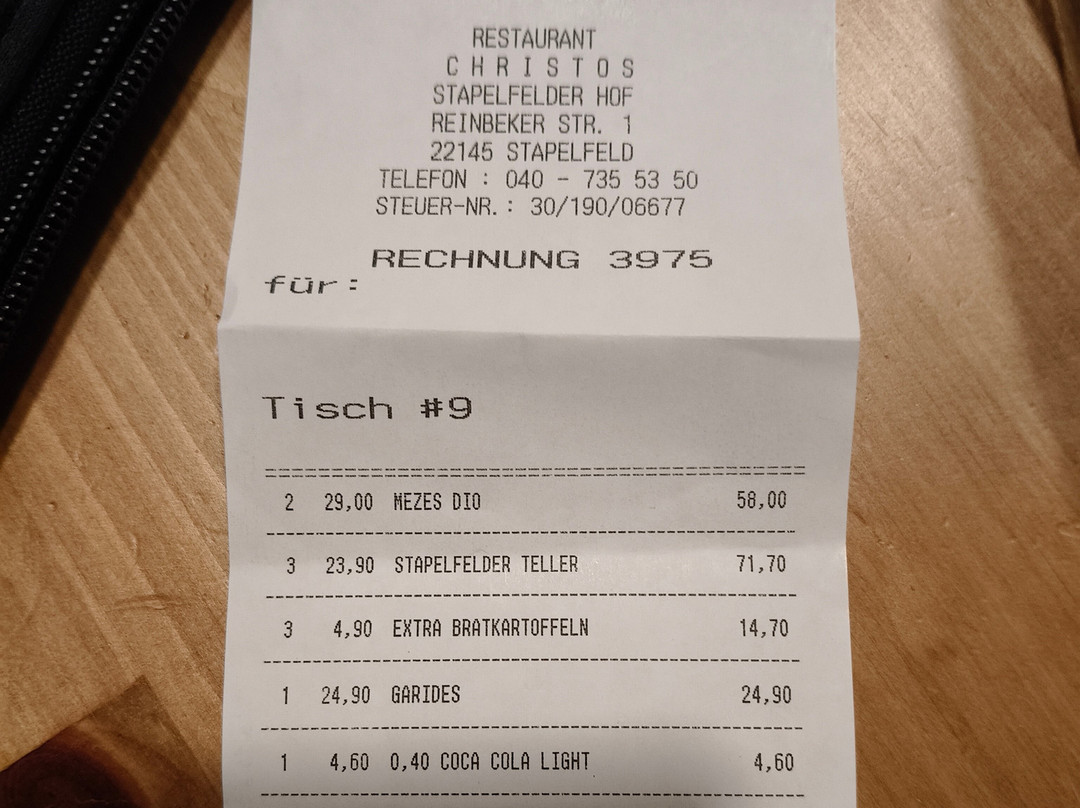 RESTAURANT
C H R I S T O S
STAPELFELDER HOF
REINBEKER STR. 1
22145 STAPELFELD
TELEFON : 040 - 735 53 50
STEUER-NR.: 30/190/06677
RECHNUNG 3975
für:
Tisch #9
2 29,00 MEZES DIO 58,00
3 23,90 STAPELFELDER TELLER 71,70
3 4,90 EXTRA BRATKARTOFFELN 14,70
1 24,90 GARIDES 24,90
1 4,60 0,40 COCA COLA LIGHT 4,60